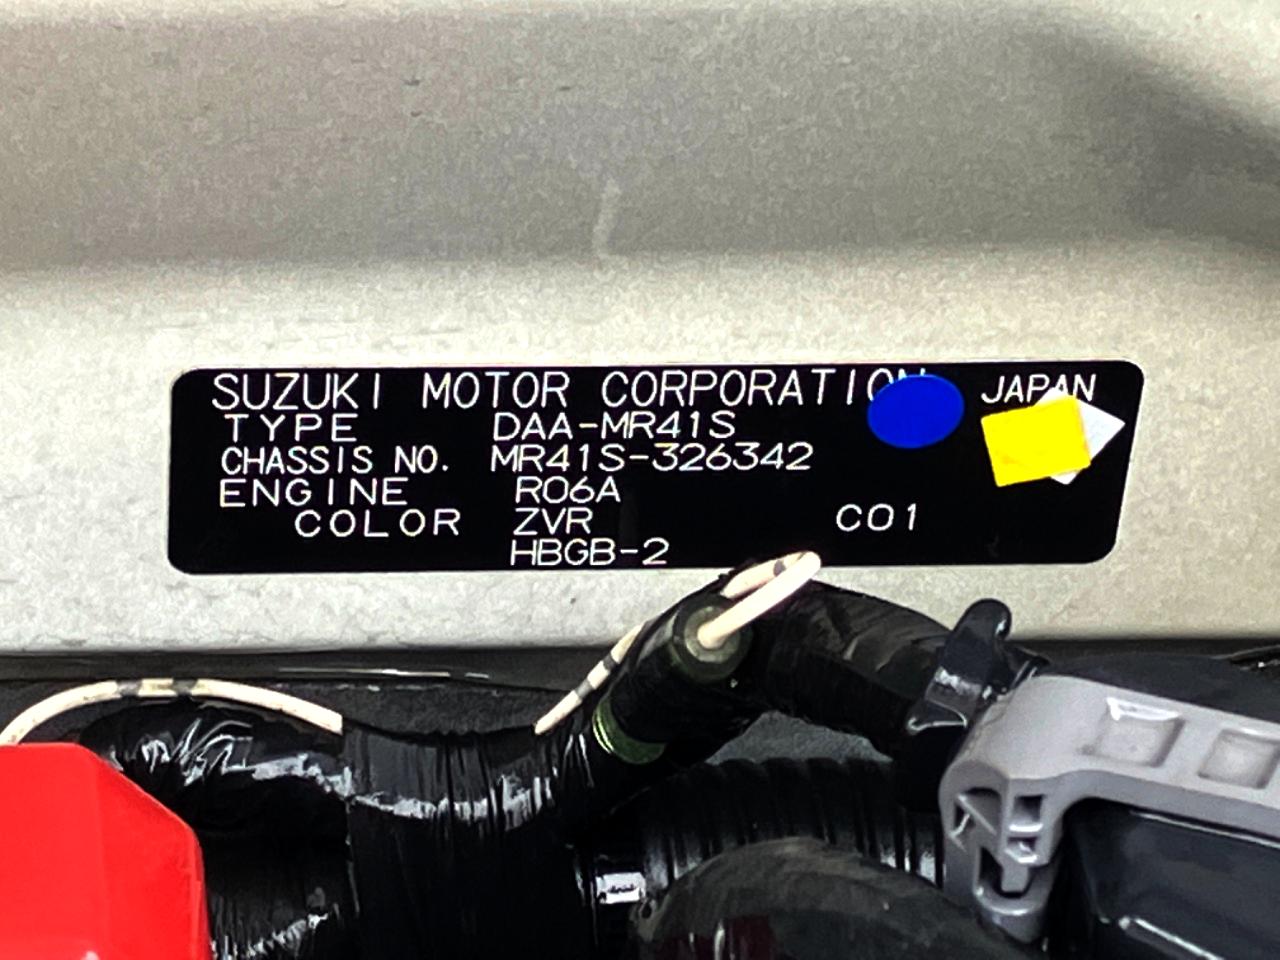 SUZUKI MOTOR CORPORATION JAPAN
TYPE DAA-MR41S
CHASSIS NO. MR41S-326342
ENGINE R06A
COLOR ZVR C01
HBGB-2